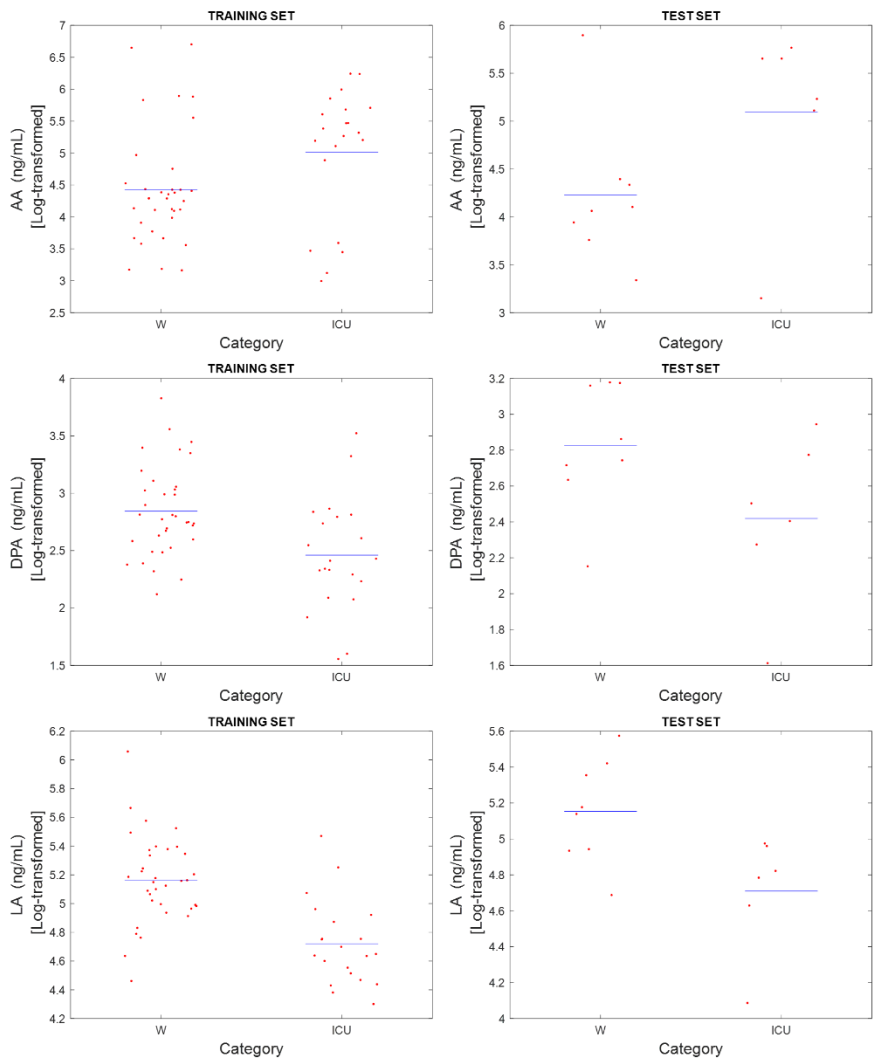 TRAINING SET
AA (ng/mL)
[Log-transformed]
7
6.5
6
5.5
5
4.5
4
3.5
3
2.5
W
ICU
Category
TEST SET
AA (ng/mL)
[Log-transformed]
6
5.5
5
4.5
4
3.5
3
W
ICU
Category
TRAINING SET
DPA (ng/mL)
[Log-transformed]
4
3.5
3
2.5
2
1.5
W
ICU
Category
TEST SET
DPA (ng/mL)
[Log-transformed]
3.2
3
2.8
2.6
2.4
2.2
2
1.8
1.6
W
ICU
Category
TRAINING SET
LA (ng/mL)
[Log-transformed]
6.2
6
5.8
5.6
5.4
5.2
5
4.8
4.6
4.4
4.2
W
ICU
Category
TEST SET
LA (ng/mL)
[Log-transformed]
5.6
5.4
5.2
5
4.8
4.6
4.4
4.2
4
W
ICU
Category